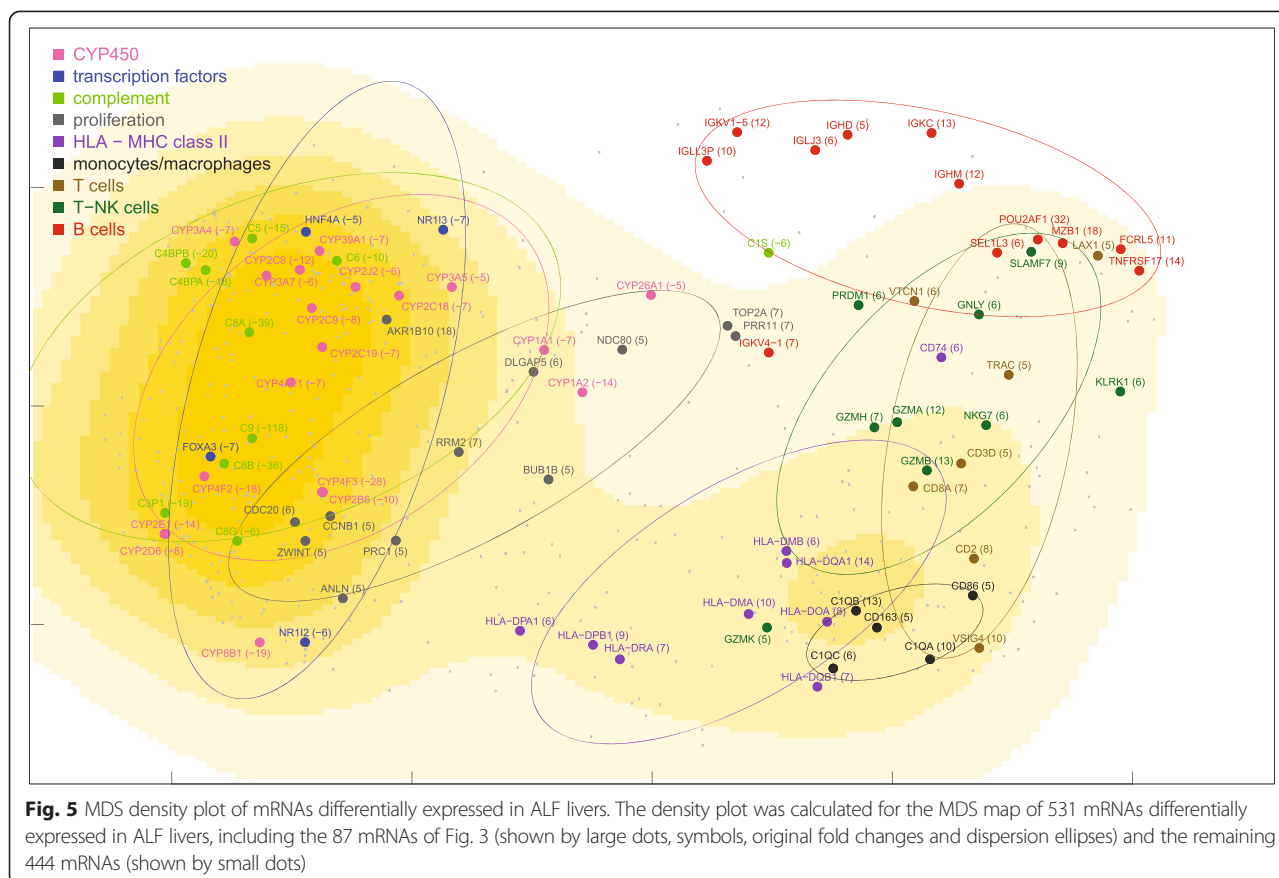 CYP450
transcription factors
complement
proliferation
HLA − MHC class II
monocytes/macrophages
T cells
T−NK cells
B cells
IGKV1−5 (12)
IGHD (5)
IGKC (13)
IGLJ3 (6)
IGLL3P (10)
IGHM (12)
HNF4A (−5)
NR1I3 (−7)
C5 (−15)
CYP3A4 (−7)
CYP39A1 (−7)
C4BPB (−20)
CYP2C8 (−12)
C6 (−10)
C4BPA (−18)
CYP3A7 (−6)
CYP2J2 (−6)
CYP3A5 (−5)
CYP2C18 (−7)
CYP2C9 (−8)
AKR1B10 (18)
C8A (−39)
CYP2C19 (−7)
C1S (−6)
POU2AF1 (32)
MZB1 (18)
SEL1L3 (6)
LAX1 (5)
FCRL5 (11)
SLAMF7 (9)
TNFRSF17 (14)
CYP26A1 (−5)
PRDM1 (6)
VTCN1 (6)
GNLY (6)
TOP2A (7)
PRR11 (7)
NDC80 (5)
IGKV4−1 (7)
CYP1A1 (−7)
DLGAP5 (6)
CD74 (6)
TRAC (5)
CYP1A2 (−14)
KLRK1 (6)
C9 (−118)
GZMH (7)
GZMA (12)
NKG7 (6)
FOXA3 (−7)
RRM2 (7)
C8B (−36)
GZMB (13)
CD3D (5)
BUB1B (5)
CYP4F2 (−18)
CYP4F3 (−28)
CD8A (7)
CYP2B6 (−10)
C3P1 (−19)
CDC20 (6)
CYP2E1 (−14)
CCNB1 (5)
C8G (−6)
CYP2D6 (−8)
ZWINT (5)
PRC1 (5)
HLA−DMB (6)
HLA−DQA1 (14)
CD2 (8)
ANLN (5)
CD86 (5)
HLA−DMA (10)
C1QB (13)
HLA−DOA (8)
CD163 (5)
HLA−DPA1 (6)
NR1I2 (−6)
GZMK (5)
HLA−DPB1 (9)
VSIG4 (10)
CYP8B1 (−19)
HLA−DRA (7)
C1QA (10)
C1QC (6)
HLA−DQB1 (7)
Fig. 5 MDS density plot of mRNAs differentially expressed in ALF livers. The density plot was calculated for the MDS map of 531 mRNAs differentially
expressed in ALF livers, including the 87 mRNAs of Fig. 3 (shown by large dots, symbols, original fold changes and dispersion ellipses) and the remaining
444 mRNAs (shown by small dots)